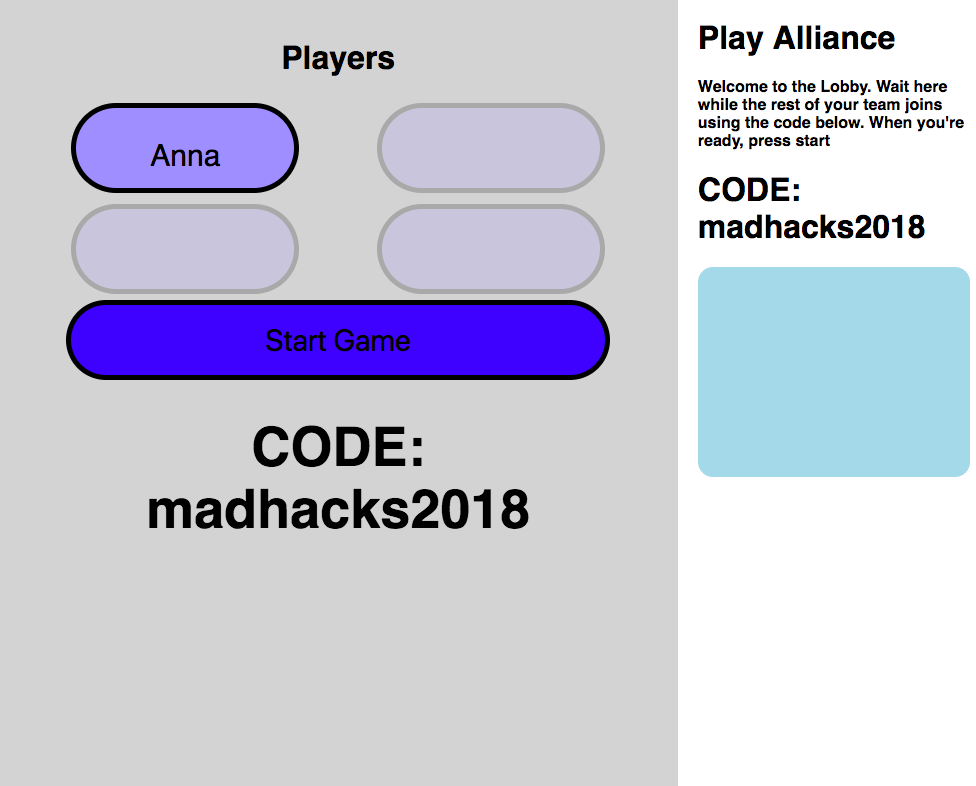 Players
Anna
Start Game
CODE:
madhacks2018
Play Alliance
Welcome to the Lobby. Wait here
while the rest of your team joins
using the code below. When you're
ready, press start
CODE:
madhacks2018